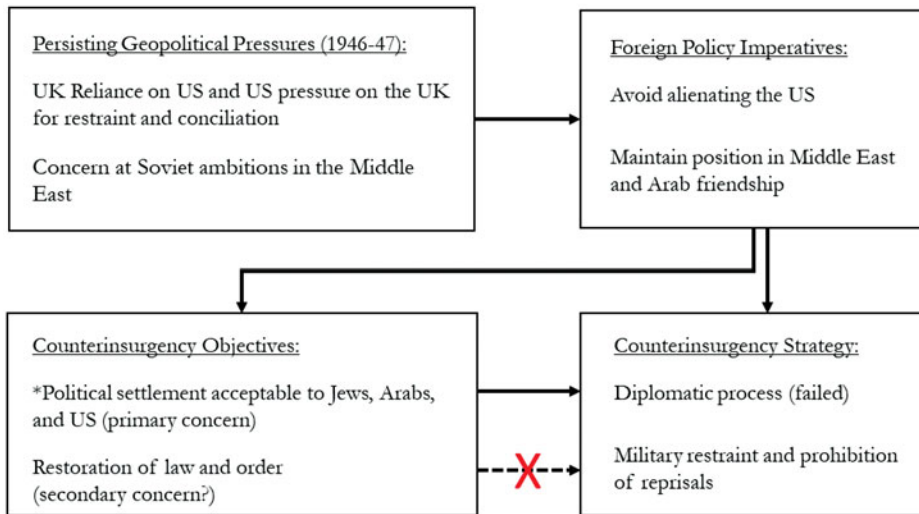 Persisting Geopolitical Pressures (1946-47):
UK Reliance on US and US pressure on the UK
for restraint and conciliation
Concern at Soviet ambitions in the Middle
East
Foreign Policy Imperatives:
Avoid alienating the US
Maintain position in Middle East
and Arab friendship
Counterinsurgency Objectives:
*Political settlement acceptable to Jews, Arabs,
and US (primary concern)
Restoration of law and order
(secondary concern?)
X
Counterinsurgency Strategy:
Diplomatic process (failed)
Military restraint and prohibition
of reprisals